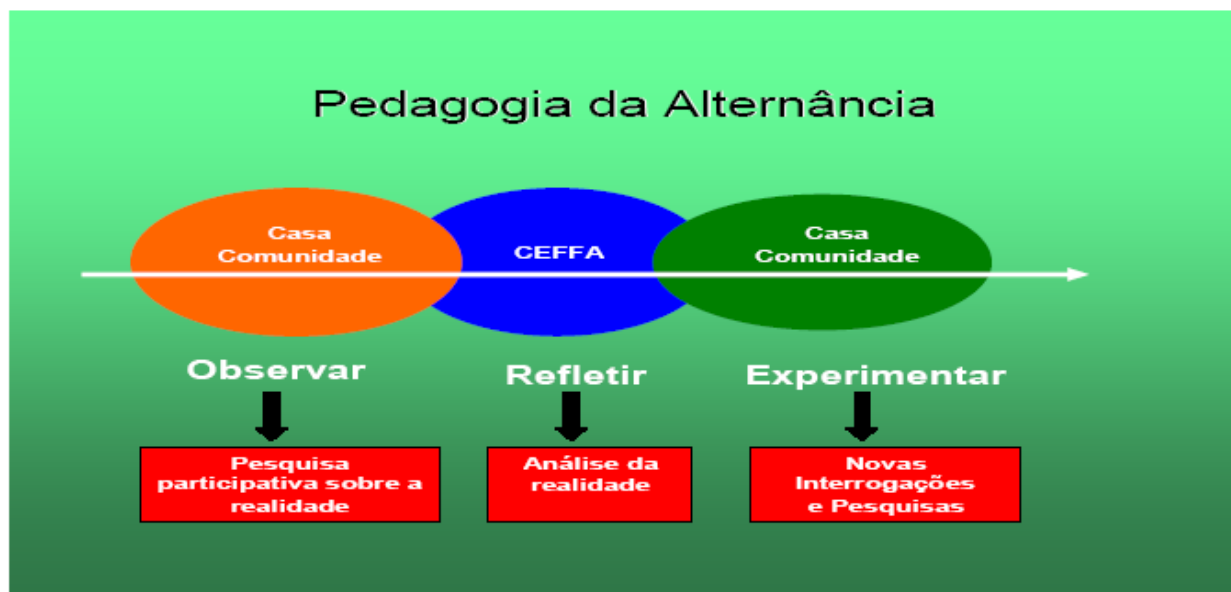 Pedagogia da Alternância
Casa
Comunidade
CEFFA
Casa
Comunidade
Observar
Refletir
Experimentar
Pesquisa
participativa sobre a
realidade
Análise da
realidade
Novas
Interrogações
e Pesquisas